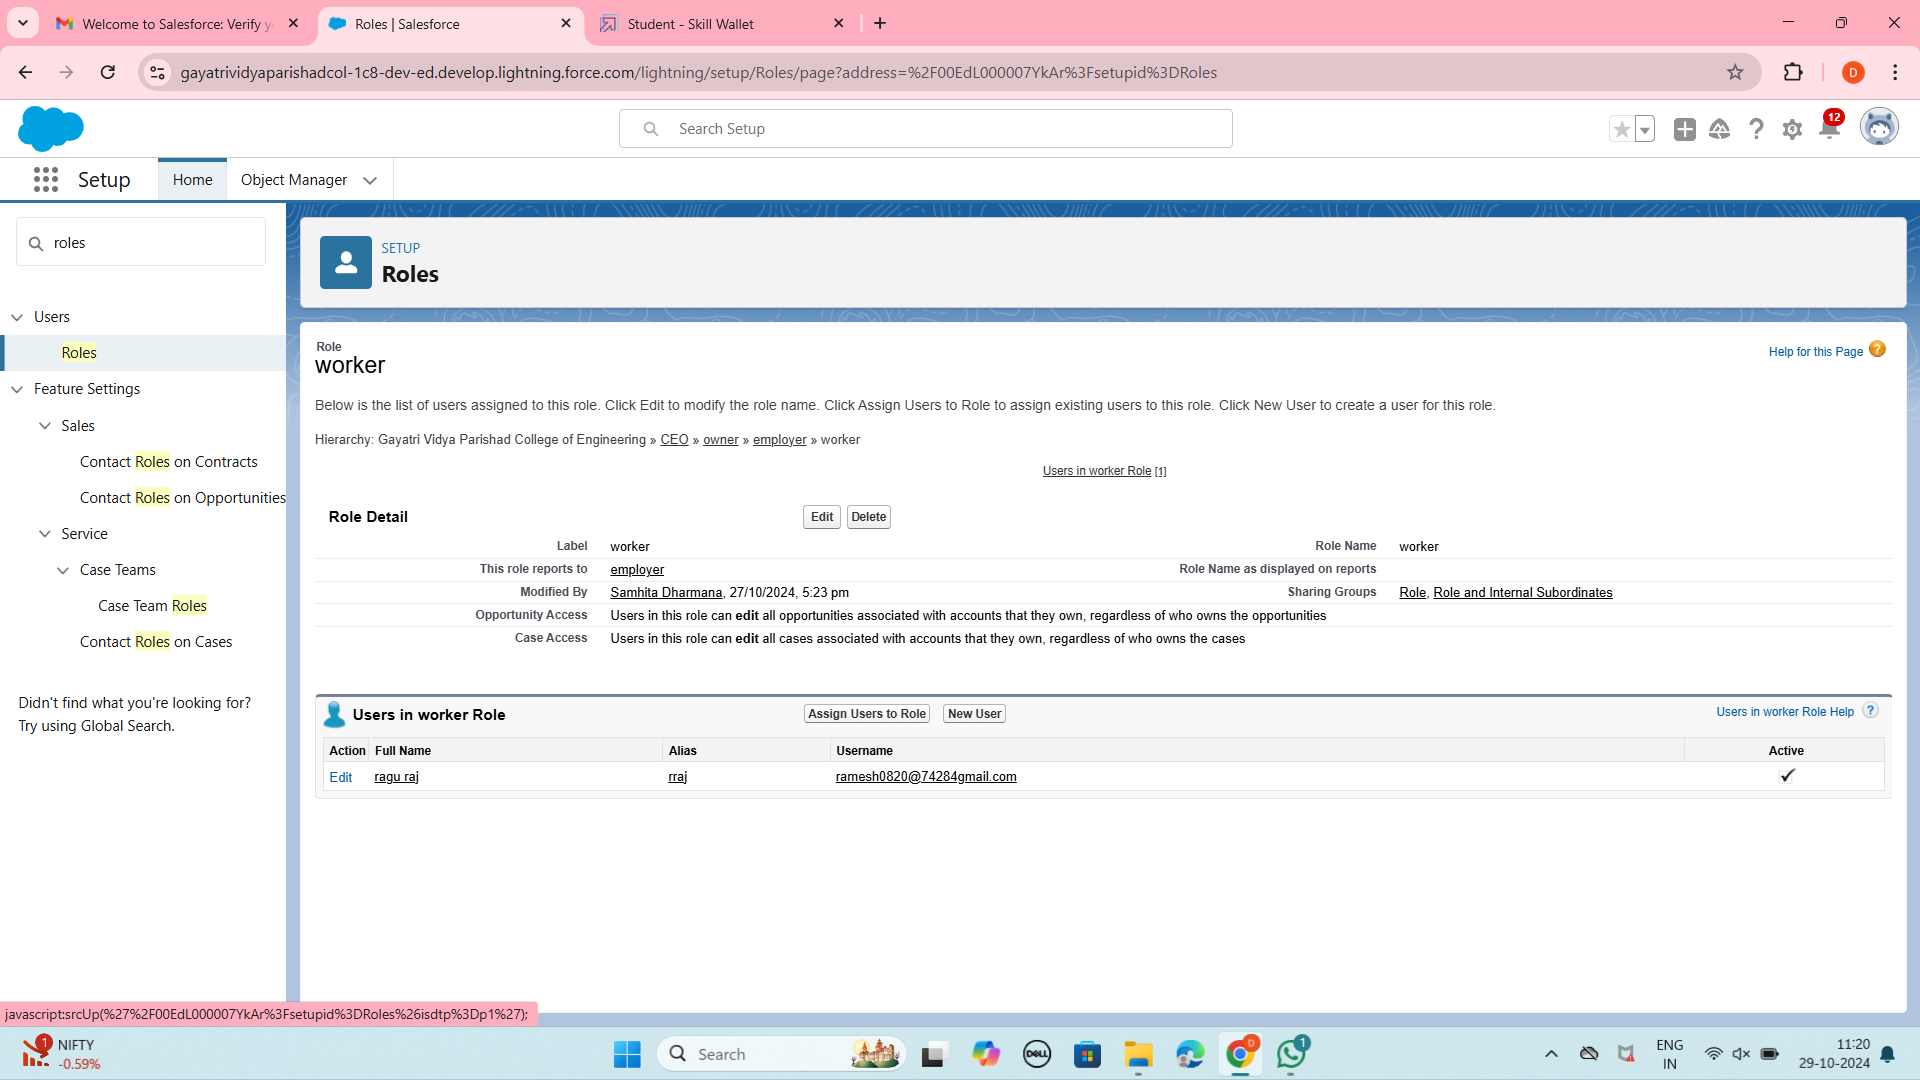 Welcome to Salesforce: Verify y
Roles | Salesforce
Student - Skill Wallet
gayatrividyaparishadcol-1c8-dev-ed.develop.lightning.force.com/lightning/setup/Roles/page?address=%2F00EdL000007YkAr%3Fsetupid%3DRoles
D
Search Setup
12
Setup
Home
Object Manager
roles
Users
Roles
Feature Settings
Sales
Contact Roles on Contracts
Contact Roles on Opportunities
Service
Case Teams
Case Team Roles
Contact Roles on Cases
Didn't find what you're looking for?
Try using Global Search.
SETUP
Roles
Role
worker
Help for this Page ?
Below is the list of users assigned to this role. Click Edit to modify the role name. Click Assign Users to Role to assign existing users to this role. Click New User to create a user for this role.
Hierarchy: Gayatri Vidya Parishad College of Engineering » CEO » owner » employer » worker
Users in worker Role [1]
Role Detail Edit Delete
Label worker Role Name worker
This role reports to employer Role Name as displayed on reports
Modified By Samhita Dharmana, 27/10/2024, 5:23 pm Sharing Groups Role, Role and Internal Subordinates
Opportunity Access Users in this role can edit all opportunities associated with accounts that they own, regardless of who owns the opportunities
Case Access Users in this role can edit all cases associated with accounts that they own, regardless of who owns the cases
Users in worker Role Assign Users to Role New User Users in worker Role Help ?
Action Full Name Alias Username Active
Edit ragu raj rraj ramesh0820@74284gmail.com
javascript:srcUp(%27%2F00EdL000007YkAr%3Fsetupid%3DRoles%26isdtp%3Dp1%27);
1
NIFTY
-0.59%
Search
DELL
D
1
ENG
IN
11:20
29-10-2024